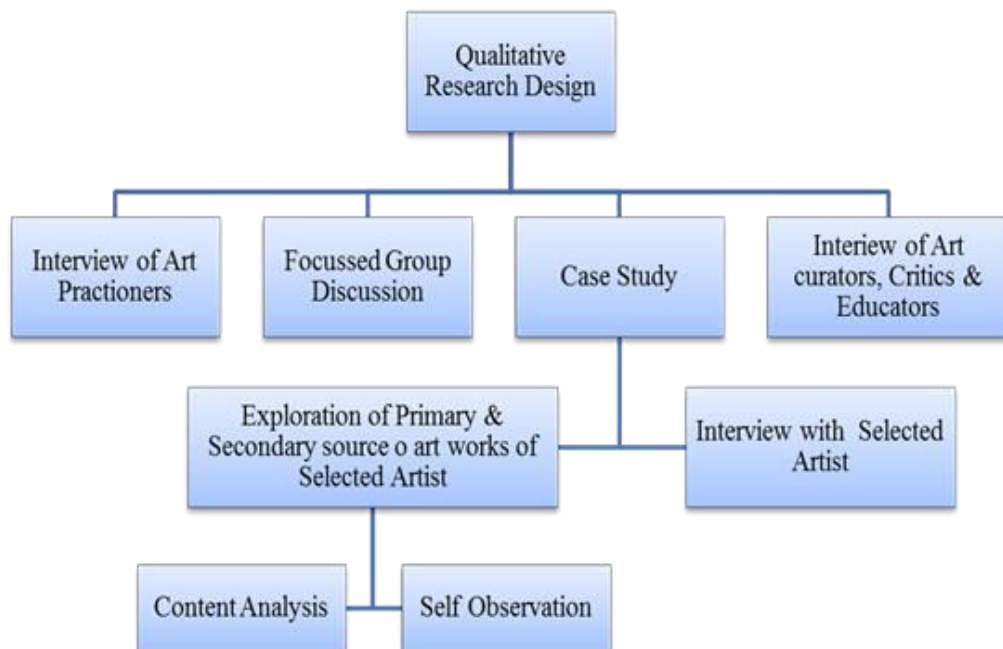 Qualitative
Research Design
Interview of Art
Practioners
Focussed Group
Discussion
Case Study
Interiew of Art
curators, Critics &
Educators
Exploration of Primary &
Secondary source o art works of
Selected Artist
Interview with Selected
Artist
Content Analysis
Self Observation